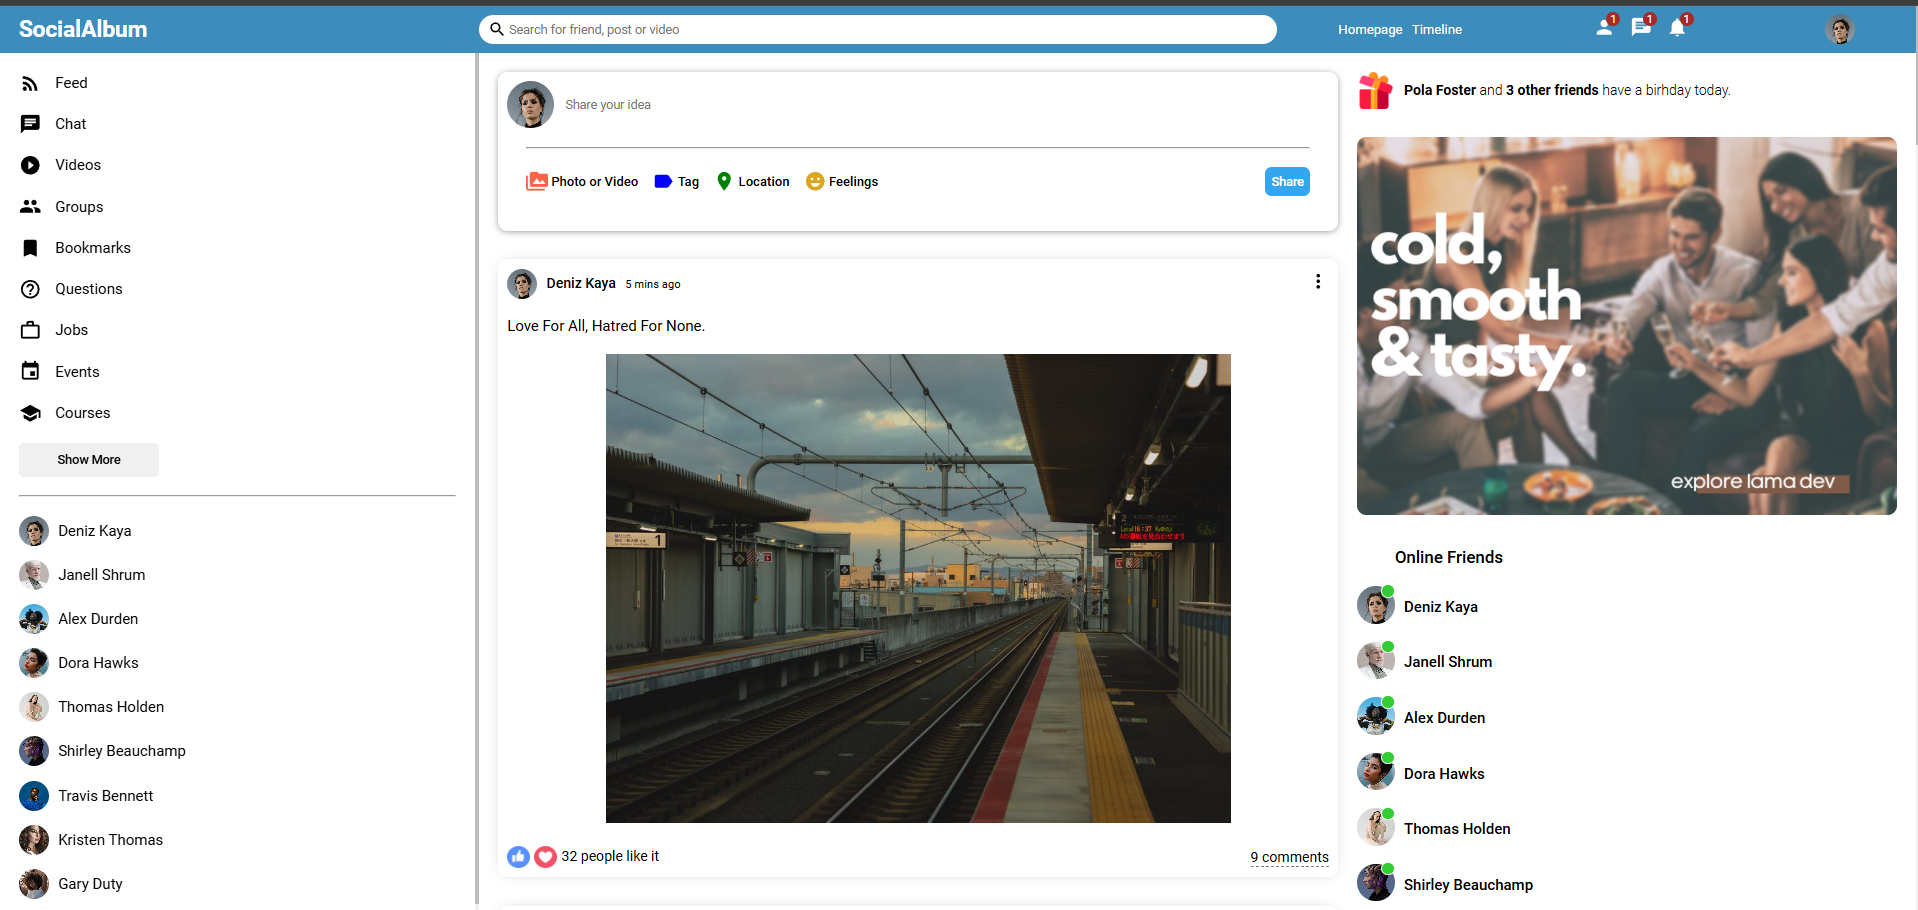 SocialAlbum
Search for friend, post or video
Homepage Timeline
1
1
1
Feed
Chat
Videos
Groups
Bookmarks
Questions
Jobs
Events
Courses
Show More
Deniz Kaya
Janell Shrum
Alex Durden
Dora Hawks
Thomas Holden
Shirley Beauchamp
Travis Bennett
Kristen Thomas
Gary Duty
Share your idea
Photo or Video Tag Location Feelings Share
Deniz Kaya 5 mins ago
Love For All, Hatred For None.
1
2
32 people like it
9 comments
Pola Foster and 3 other friends have a birhday today.
cold,
smooth
& tasty.
explore lama dev
Online Friends
Deniz Kaya
Janell Shrum
Alex Durden
Dora Hawks
Thomas Holden
Shirley Beauchamp